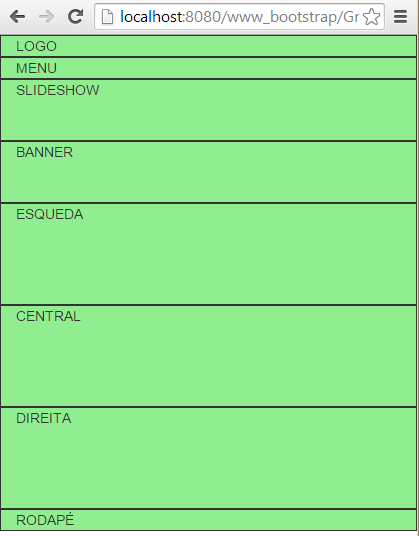 localhost:8080/www_bootstrap/Gr
LOGO
MENU
SLIDESHOW
BANNER
ESQUEDA
CENTRAL
DIREITA
RODAPÉ